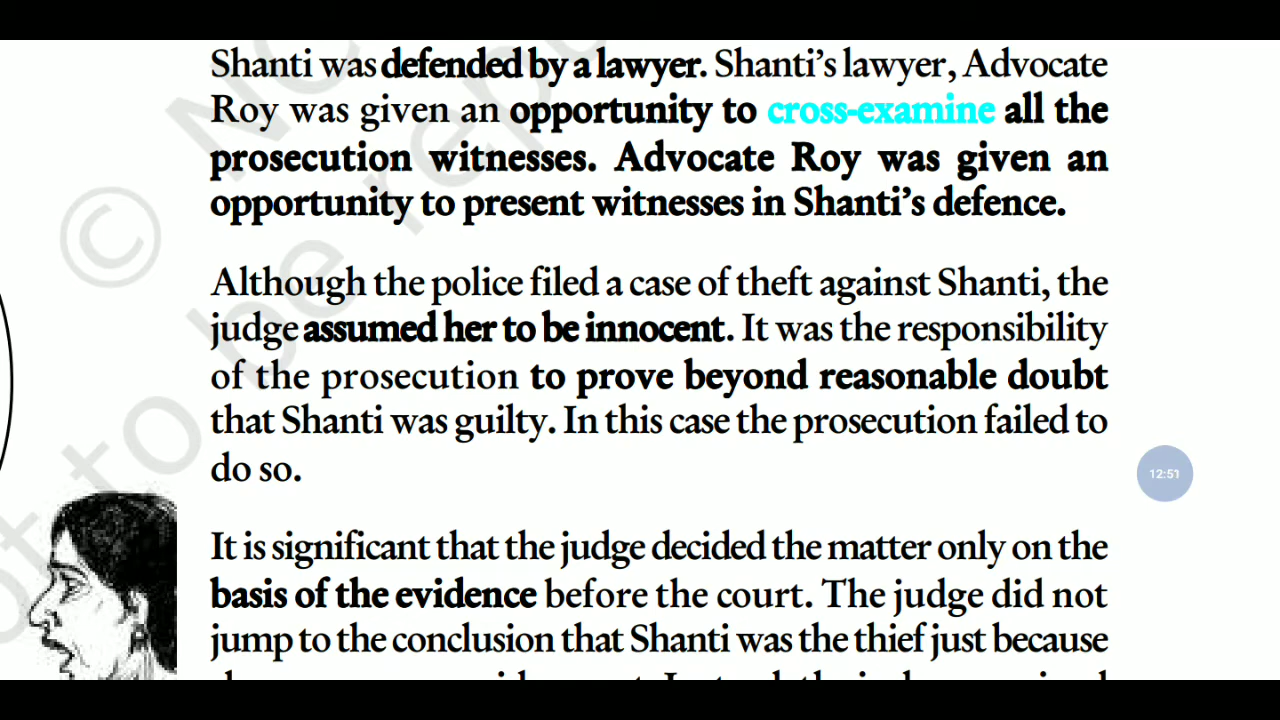 Shanti was defended by a lawyer. Shanti’s lawyer, Advocate
Roy was given an opportunity to cross-examine all the
prosecution witnesses. Advocate Roy was given an
opportunity to present witnesses in Shanti’s defence.
Although the police filed a case of theft against Shanti, the
judge assumed her to be innocent. It was the responsibility
of the prosecution to prove beyond reasonable doubt
that Shanti was guilty. In this case the prosecution failed to
do so.
12:51
It is significant that the judge decided the matter only on the
basis of the evidence before the court. The judge did not
jump to the conclusion that Shanti was the thief just because